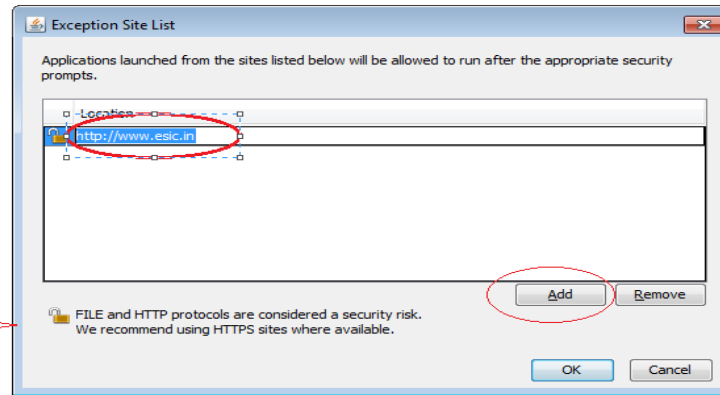 Exception Site List
Applications launched from the sites listed below will be allowed to run after the appropriate security
prompts.
Location
http://www.esic.in
Add Remove
FILE and HTTP protocols are considered a security risk.
We recommend using HTTPS sites where available.
OK Cancel